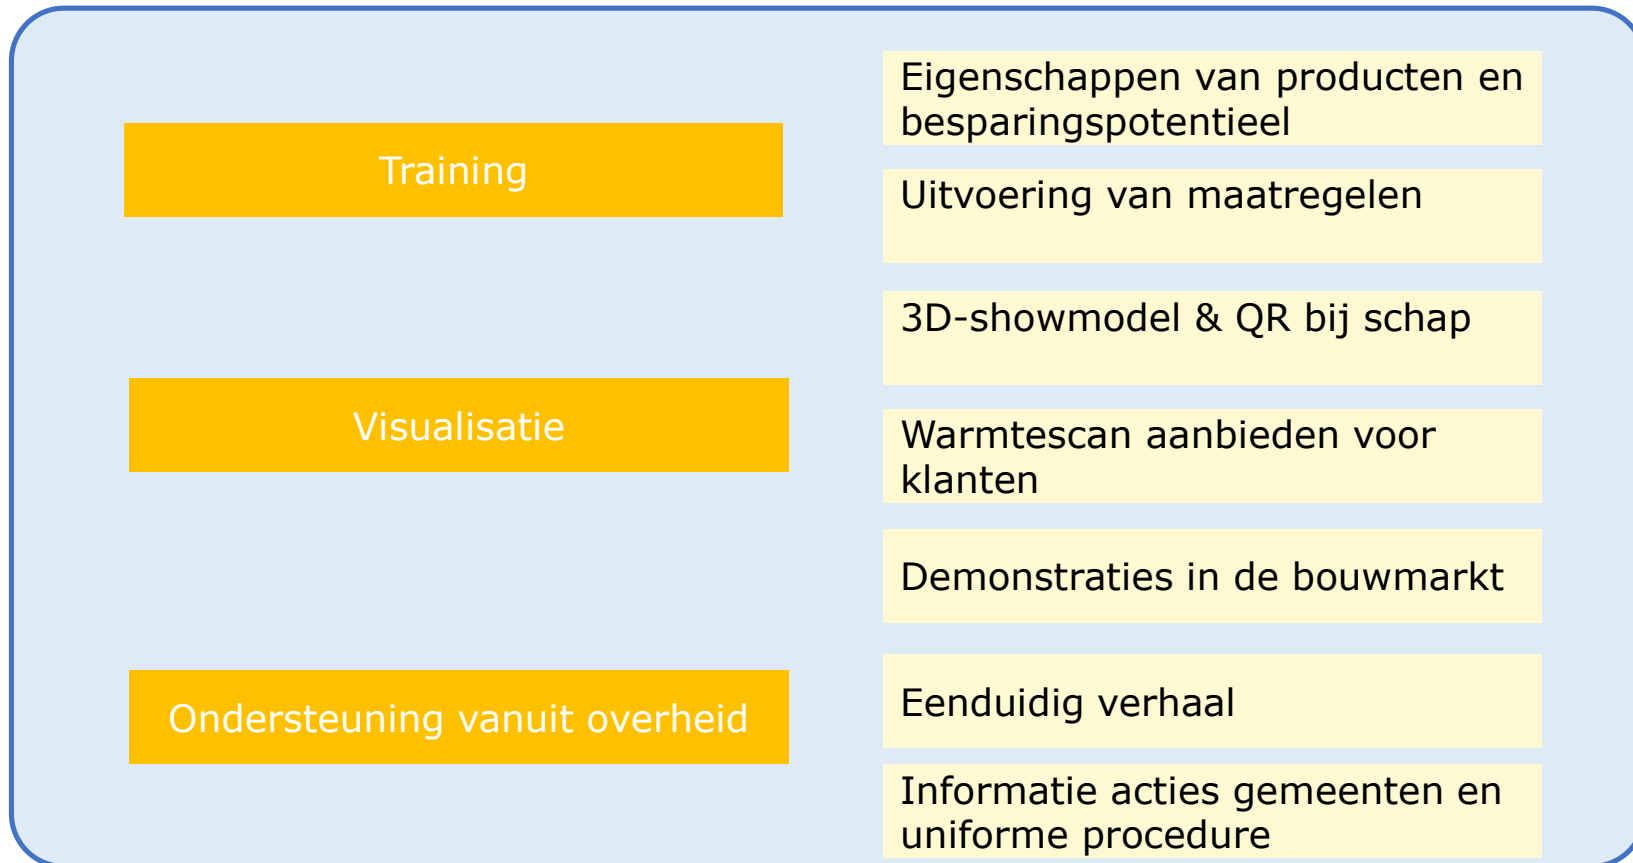 Training
Eigenschappen van producten en
besparingspotentieel
Uitvoering van maatregelen
Visualisatie
3D-showmodel & QR bij schap
Warmtescan aanbieden voor
klanten
Demonstraties in de bouwmarkt
Ondersteuning vanuit overheid
Eenduidig verhaal
Informatie acties gemeenten en
uniforme procedure